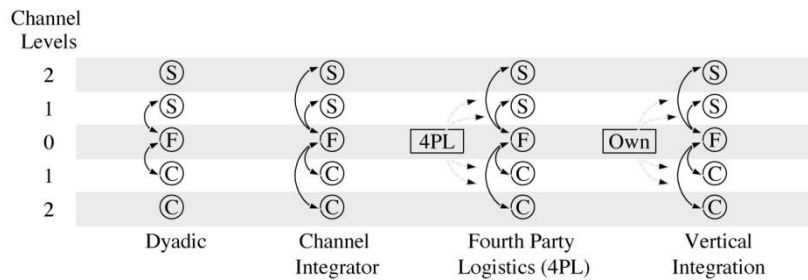 Channel
Levels
2 S S S S
1 S S S S
0 F F 4PL F Own F
1 C C C C
2 C C C C
Dyadic Channel Fourth Party Vertical
Integrator Logistics (4PL) Integration